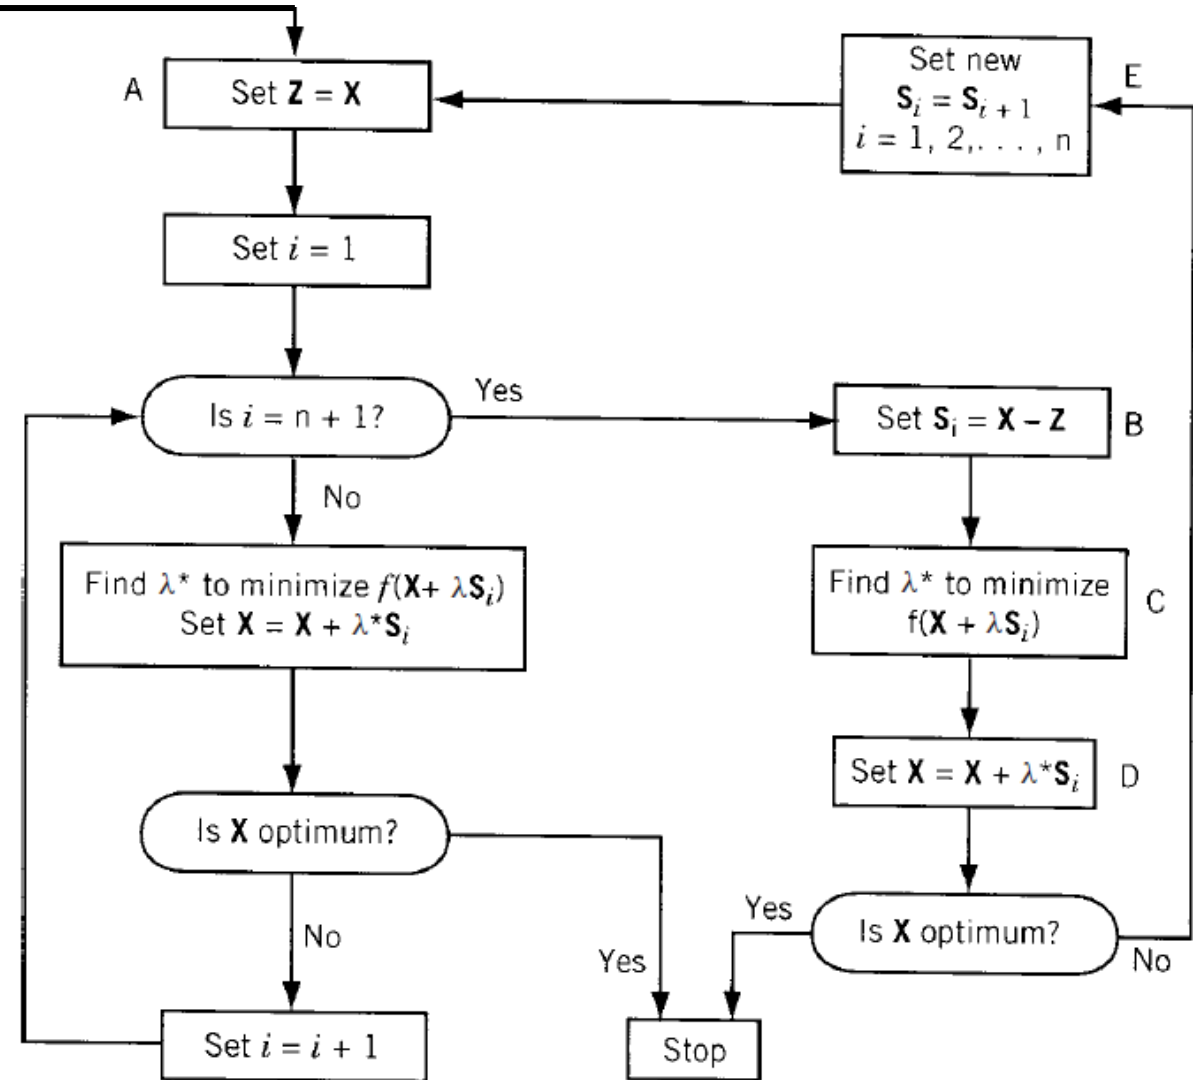 A
Set Z = X
Set new
S_i = S_{i + 1}
i = 1, 2,. . . , n
E
Set i = 1
Is i = n + 1?
Yes
Set S_i = X – Z
B
No
Find λ* to minimize f(X+ λS_i)
Set X = X + λ*S_i
Find λ* to minimize
f(X + λS_i)
C
Set X = X + λ*S_i
D
Is X optimum?
Yes
Is X optimum?
No
No
Yes
Set i = i + 1
Stop